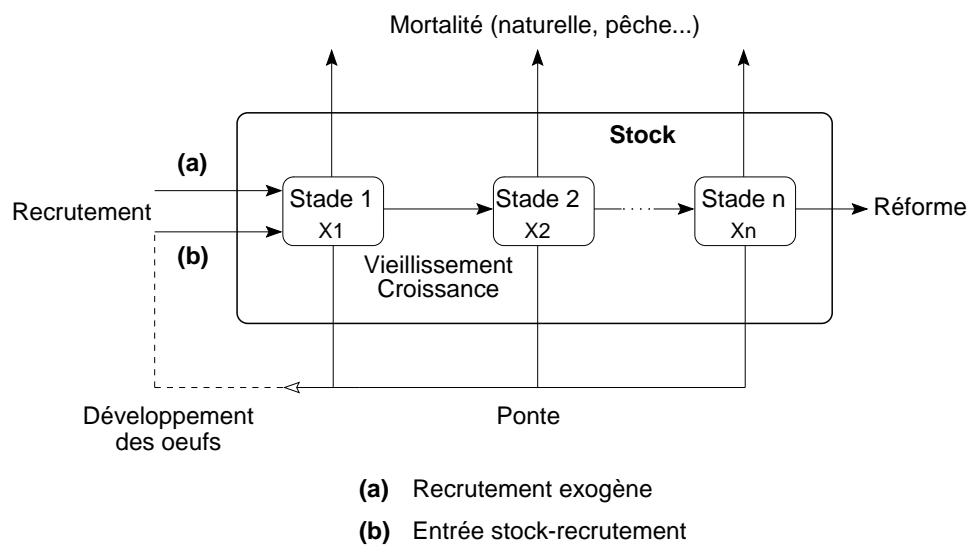 Mortalité (naturelle, pêche...)
Stock
(a)
Stade 1
Stade 2
Stade n
Recrutement
Réforme
X1
X2
Xn
(b)
Vieillissement
Croissance
Développement
des oeufs
Ponte
(a) Recrutement exogène
(b) Entrée stock-recrutement